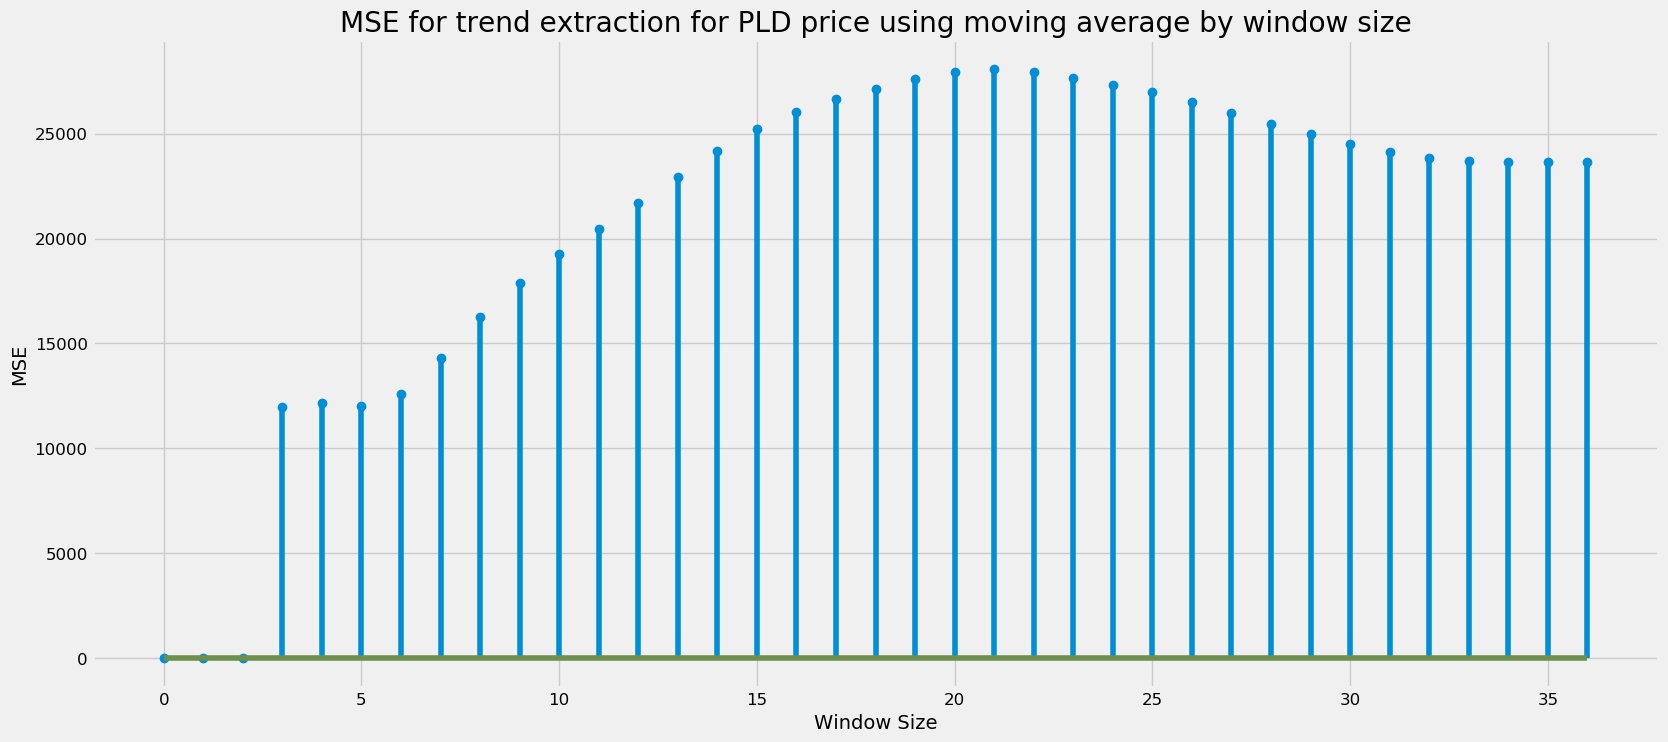 MSE for trend extraction for PLD price using moving average by window size
25000
20000
15000
10000
5000
0
MSE
0 5 10 15 20 25 30 35
Window Size